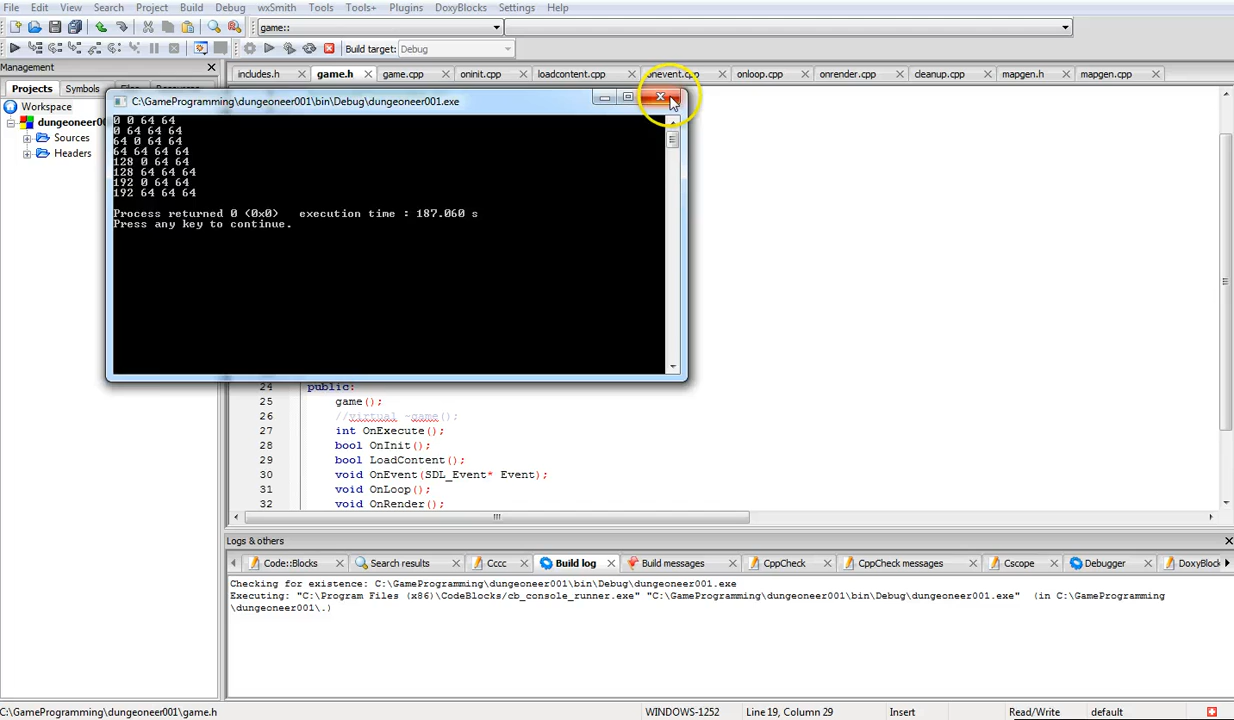 File Edit View Search Project Build Debug wxSmith Tools Tools+ Plugins DoxyBlocks Settings Help
game::
Build target: Debug
Management
includes.h game.h game.cpp oninit.cpp loadcontent.cpp onevent.cpp onloop.cpp onrender.cpp cleanup.cpp mapgen.h mapgen.cpp
Projects Symbols
Workspace
dungeoneer00
Sources
Headers
C:\GameProgramming\dungeoneer001\bin\Debug\dungeoneer001.exe
0 0 64 64
0 64 64 64
64 0 64 64
64 64 64 64
128 0 64 64
128 64 64 64
192 0 64 64
192 64 64 64
Process returned 0 (0x0) execution time : 187.060 s
Press any key to continue.
24 public:
25 game();
26 //virtual ~game();
27 int OnExecute();
28 bool OnInit();
29 bool LoadContent();
30 void OnEvent(SDL_Event* Event);
31 void OnLoop();
32 void OnRender();
Logs & others
Code::Blocks Search results Cccc Build log Build messages CppCheck CppCheck messages Cscope Debugger DoxyBlock
Checking for existence: C:\GameProgramming\dungeoneer001\bin\Debug\dungeoneer001.exe
Executing: "C:\Program Files (x86)\CodeBlocks/cb_console_runner.exe" "C:\GameProgramming\dungeoneer001\bin\Debug\dungeoneer001.exe" (in C:\GameProgramming
\dungeoneer001\.)
C:\GameProgramming\dungeoneer001\game.h WINDOWS-1252 Line 19, Column 29 Insert Read/Write default